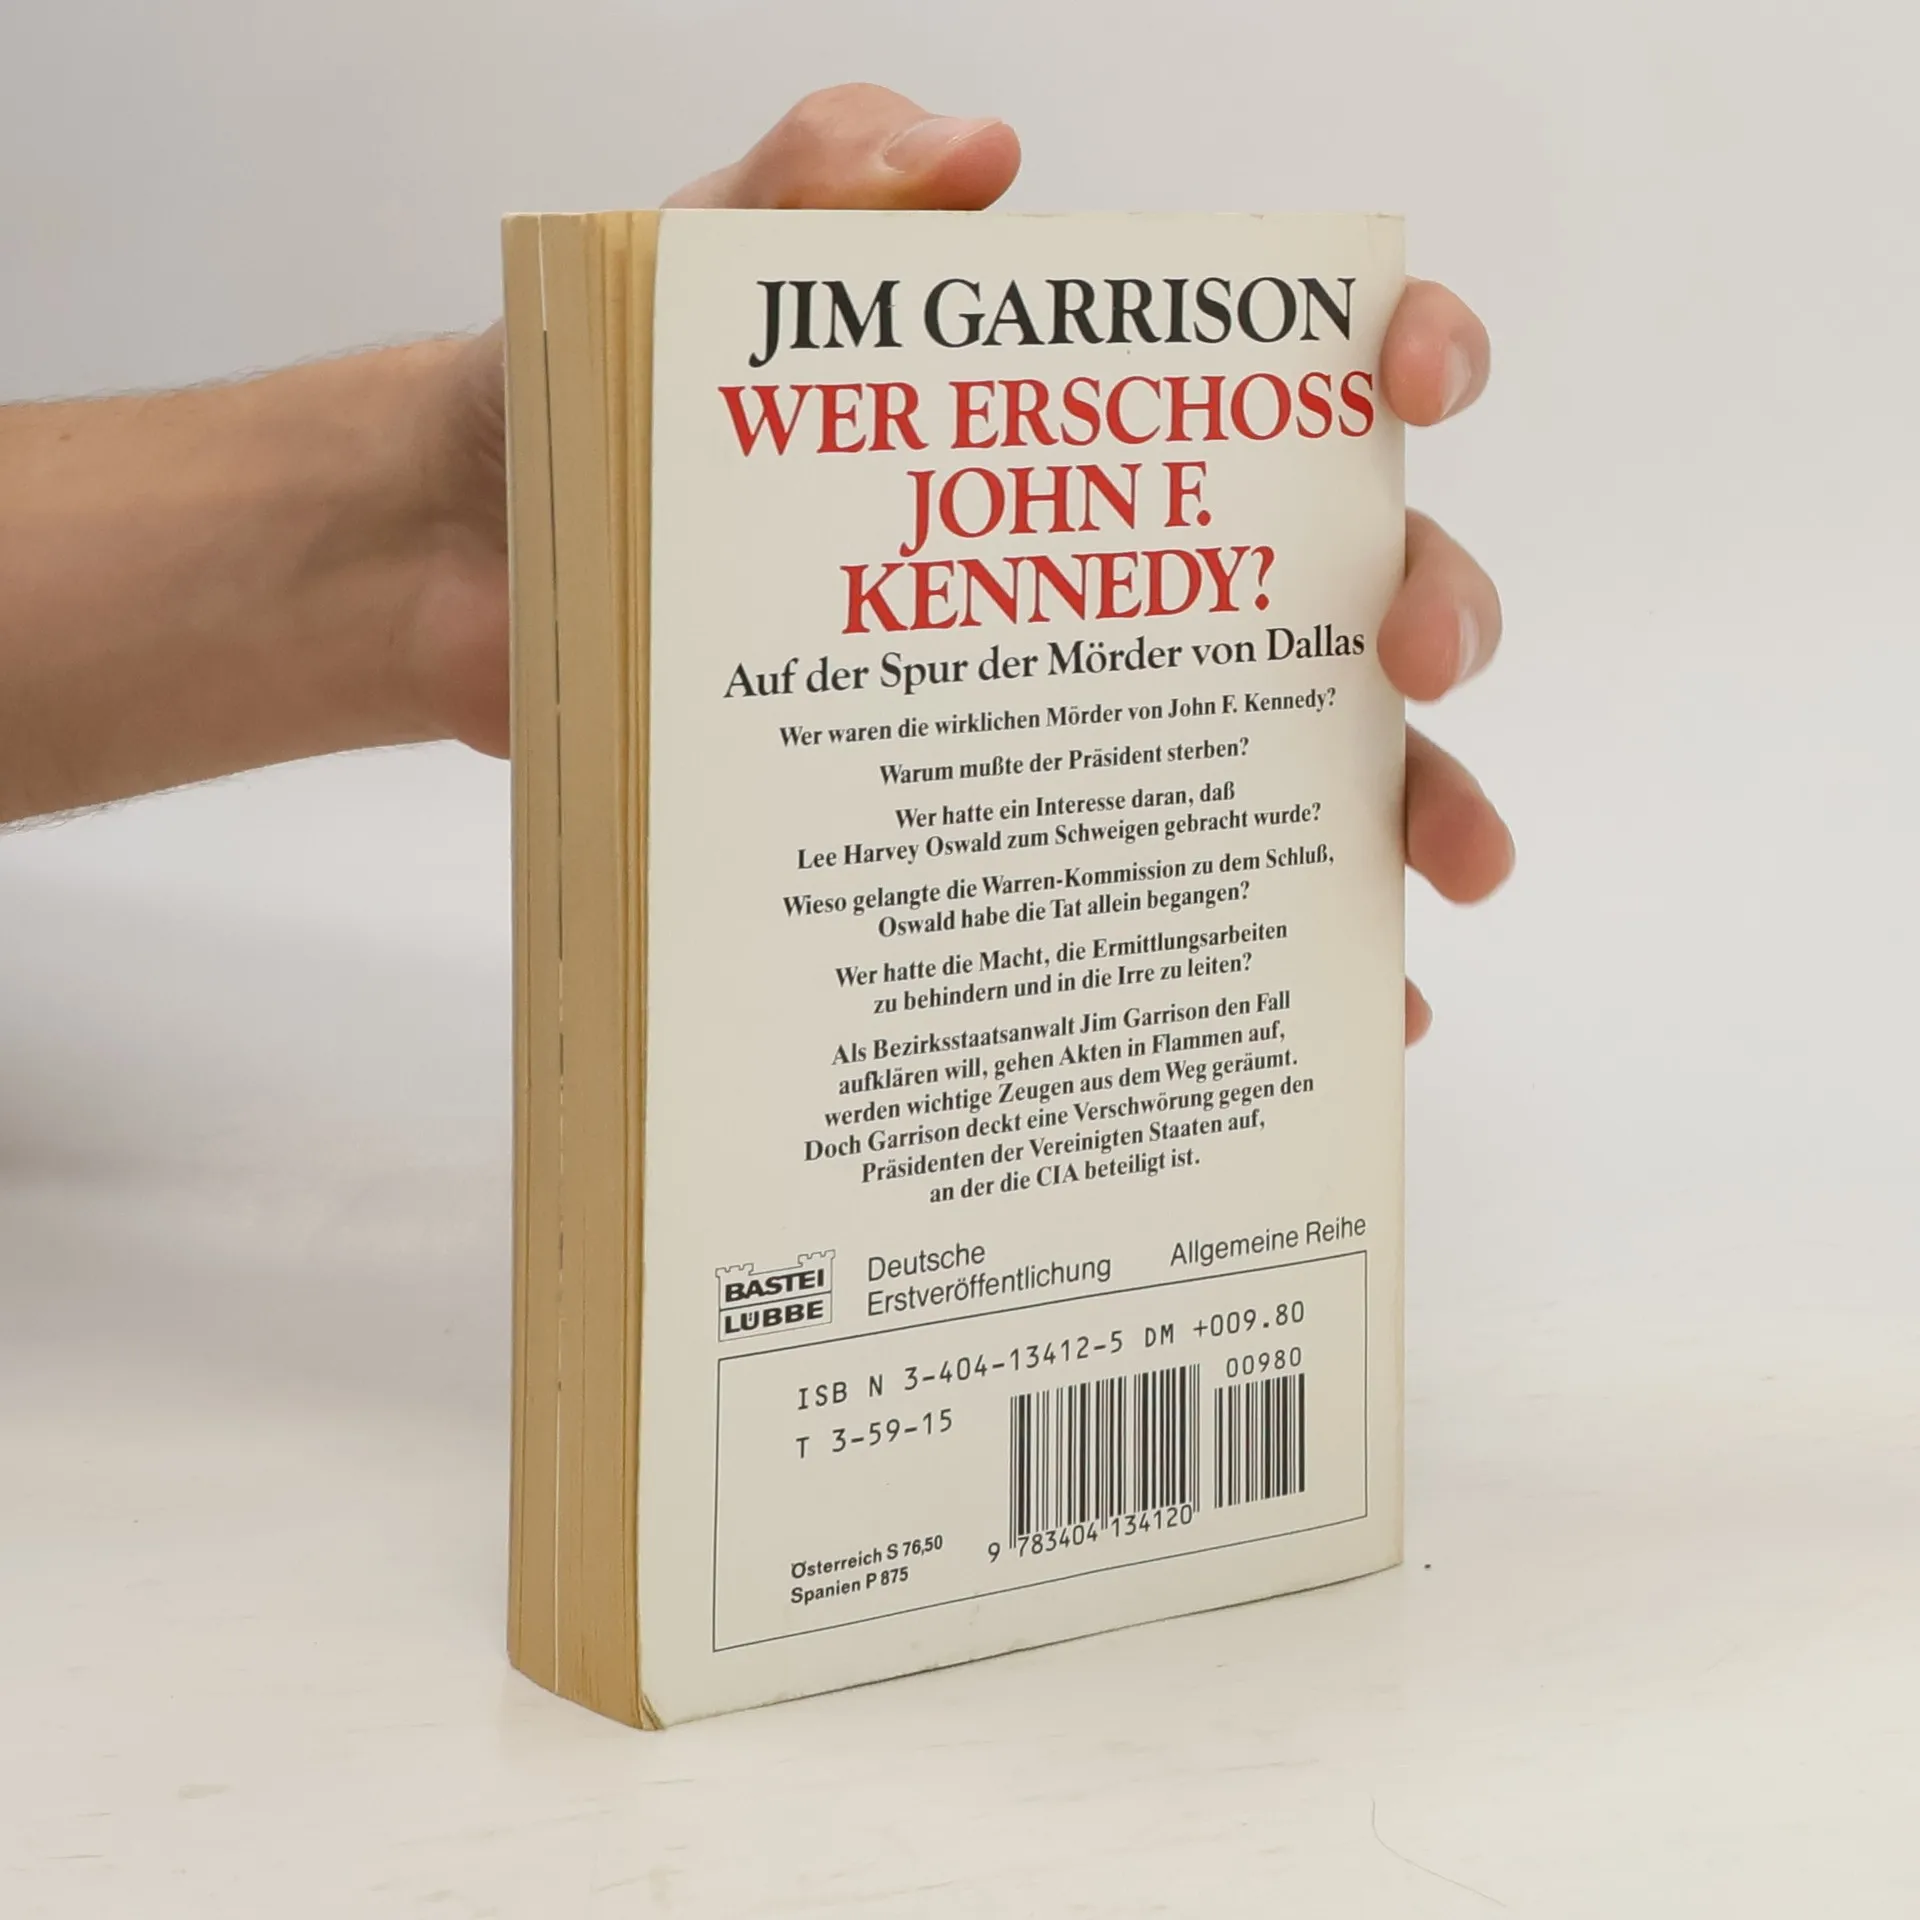 JIM GARRISON
WER ERSCHOSS
JOHN F.
KENNEDY?
Auf der Spur der Mörder von Dallas
Wer waren die wirklichen Mörder von John F. Kennedy?
Warum mußte der Präsident sterben?
Wer hatte ein Interesse daran, daß
Lee Harvey Oswald zum Schweigen gebracht wurde?
Wieso gelangte die Warren-Kommission zu dem Schluß,
Oswald habe die Tat allein begangen?
Wer hatte die Macht, die Ermittlungsarbeiten
zu behindern und in die Irre zu leiten?
Als Bezirksstaatsanwalt Jim Garrison den Fall
aufklären will, gehen Akten in Flammen auf,
werden wichtige Zeugen aus dem Weg geräumt.
Doch Garrison deckt eine Verschwörung gegen den
Präsidenten der Vereinigten Staaten auf,
an der die CIA beteiligt ist.
BASTEI
LÜBBE
Deutsche
Erstveröffentlichung
Allgemeine Reihe
ISB N 3-404-13412-5 DM +009.80
T 3-59-15
00980
9 783404 134120
Österreich S 76,50
Spanien P 875